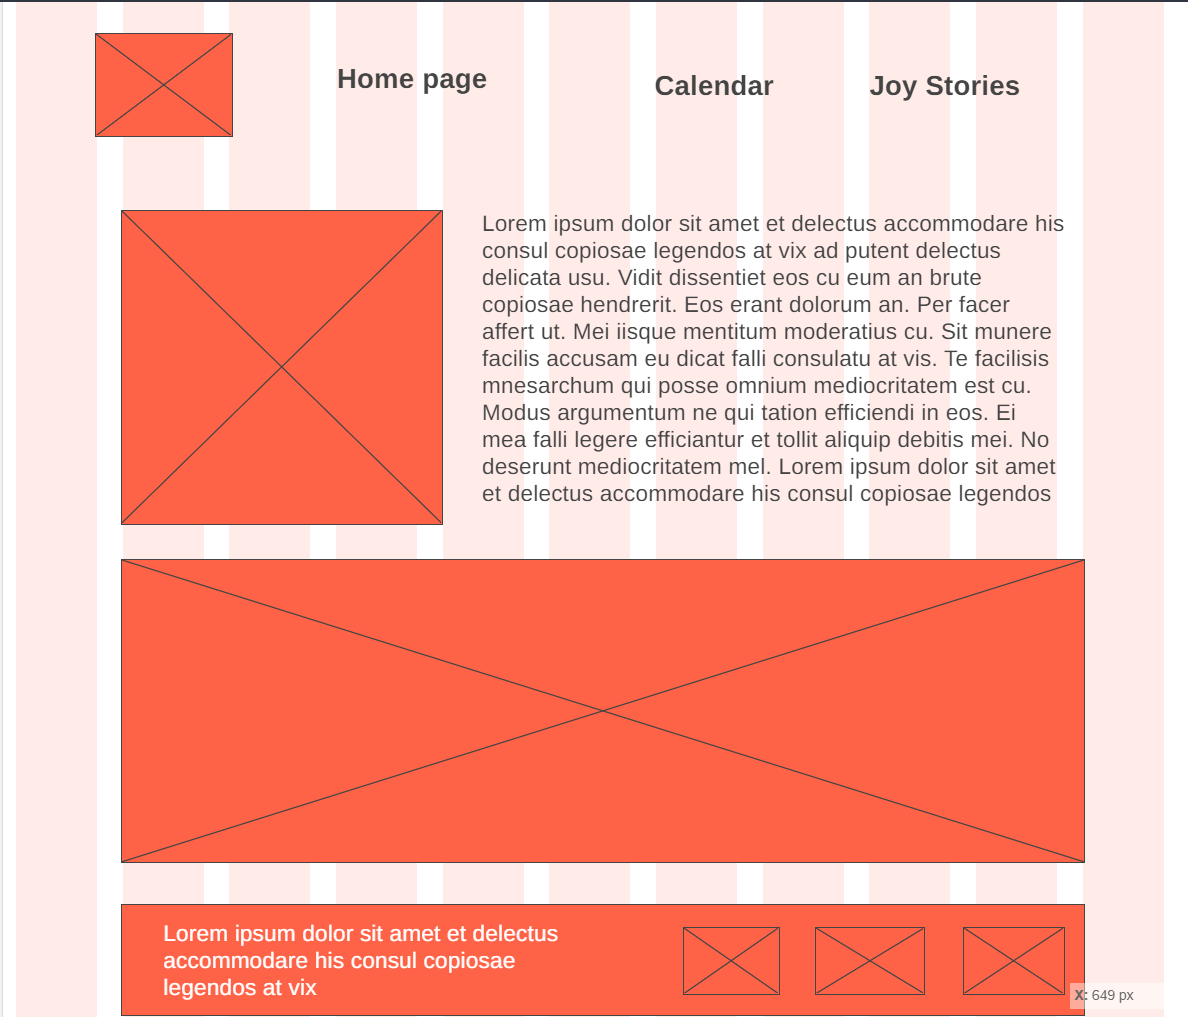 Home page
Calendar
Joy Stories
Lorem ipsum dolor sit amet et delectus accommodare his
consul copiosae legendos at vix ad putent delectus
delicata usu. Vidit dissentiet eos cu eum an brute
copiosae hendrerit. Eos erant dolorum an. Per facer
affert ut. Mei iisque mentitum moderatius cu. Sit munere
facilis accusam eu dicat falli consulatu at vis. Te facilisis
mnesarchum qui posse omnium mediocritatem est cu.
Modus argumentum ne qui tation efficiendi in eos. Ei
mea falli legere efficiantur et tollit aliquip debitis mei. No
deserunt mediocritatem mel. Lorem ipsum dolor sit amet
et delectus accommodare his consul copiosae legendos
Lorem ipsum dolor sit amet et delectus
accommodare his consul copiosae
legendos at vix
X: 649 px